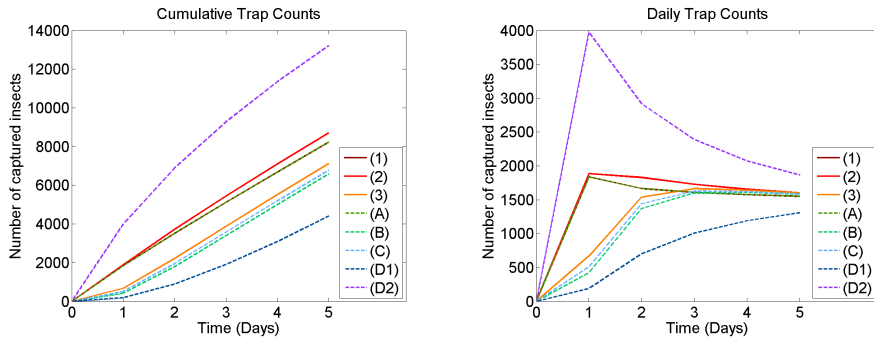 Cumulative Trap Counts
14000
12000
10000
8000
6000
4000
2000
0
0 1 2 3 4 5
Number of captured insects
Time (Days)
(1)
(2)
(3)
(A)
(B)
(C)
(D1)
(D2)
Daily Trap Counts
4000
3500
3000
2500
2000
1500
1000
500
0
0 1 2 3 4 5
Number of captured insects
Time (Days)
(1)
(2)
(3)
(A)
(B)
(C)
(D1)
(D2)